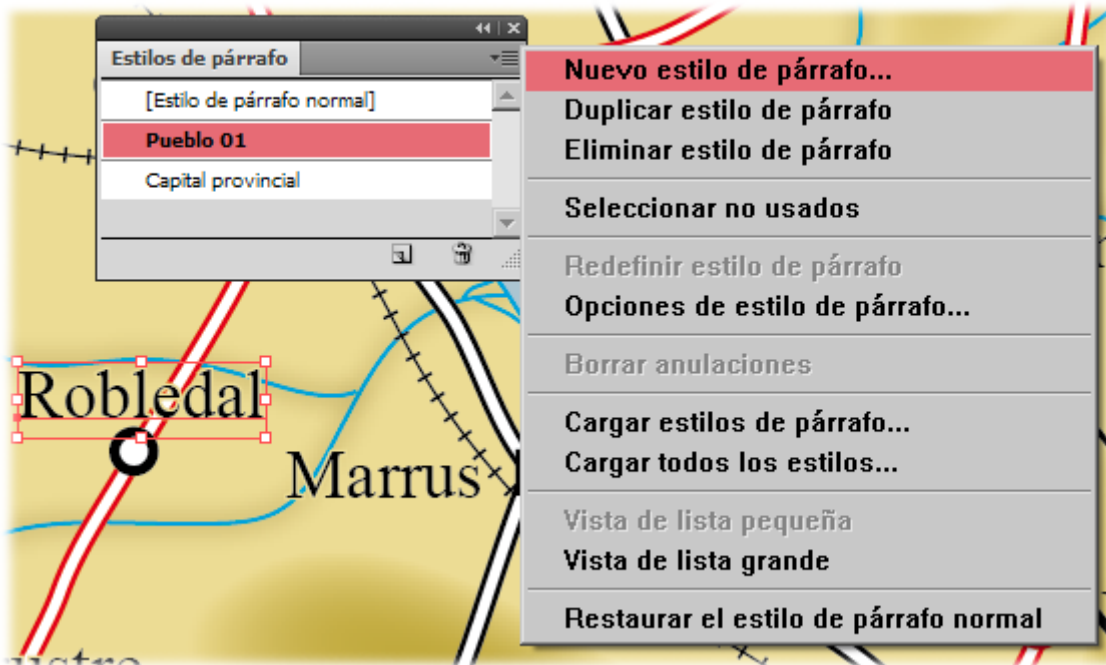 Estilos de párrafo
[Estilo de párrafo normal]
Pueblo 01
Capital provincial
Nuevo estilo de párrafo...
Duplicar estilo de párrafo
Eliminar estilo de párrafo
Seleccionar no usados
Redefinir estilo de párrafo
Opciones de estilo de párrafo...
Borrar anulaciones
Cargar estilos de párrafo...
Cargar todos los estilos...
Vista de lista pequeña
Vista de lista grande
Restaurar el estilo de párrafo normal
Robledal
Marrus